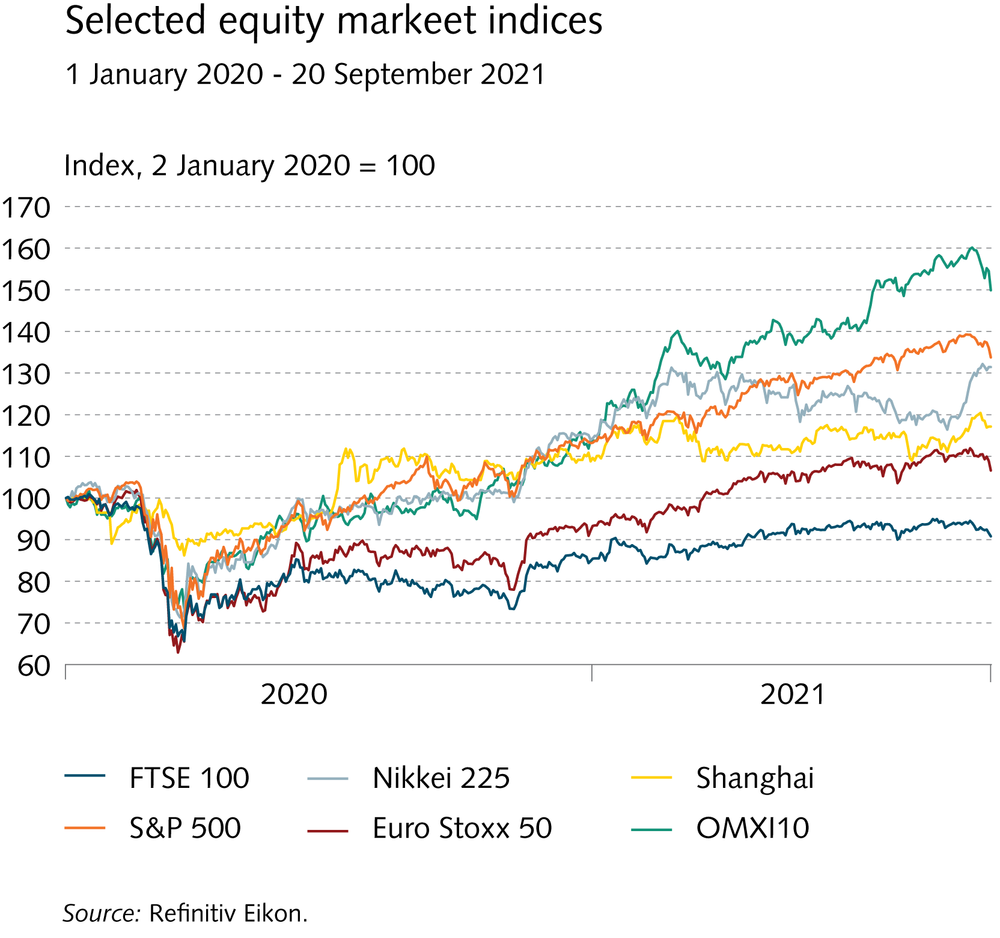 Selected equity markeet indices
1 January 2020 - 20 September 2021
Index, 2 January 2020 = 100
170
160
150
140
130
120
110
100
90
80
70
60
2020 2021
FTSE 100 Nikkei 225 Shanghai
S&P 500 Euro Stoxx 50 OMXI10
Source: Refinitiv Eikon.